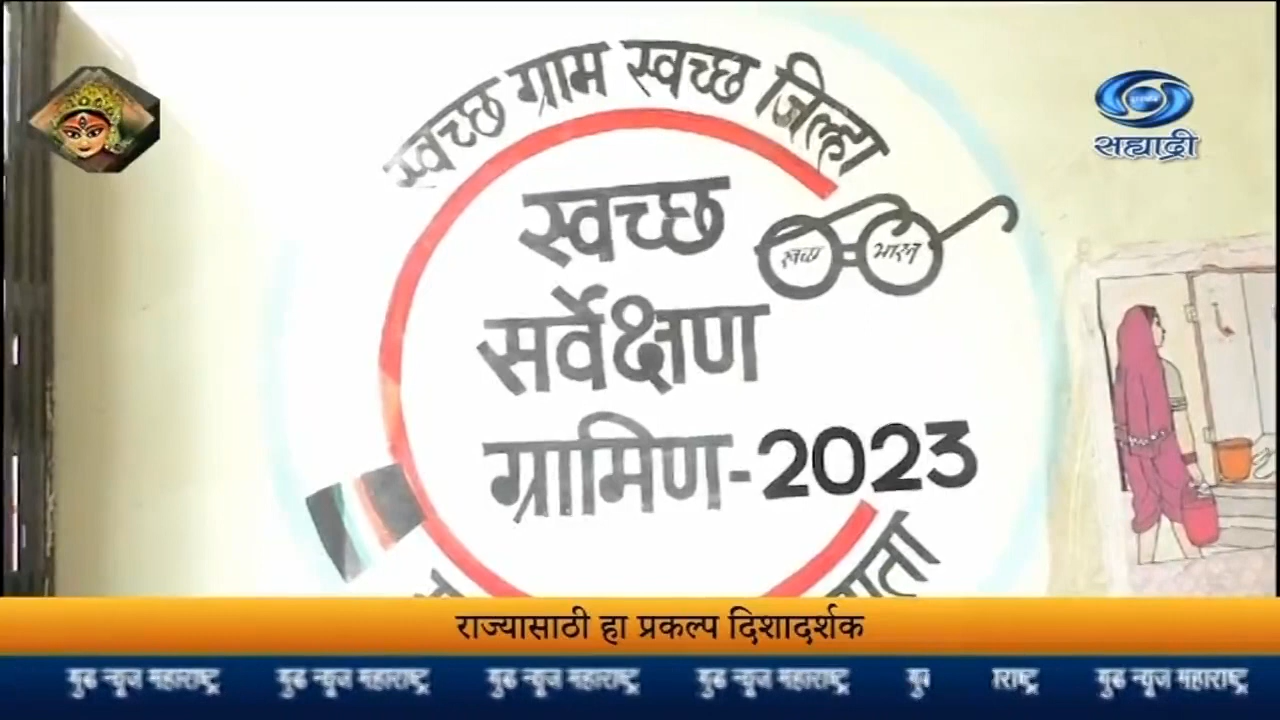 स्वच्छ ग्राम स्वच्छ जिल्हा
सह्याद्री
स्वच्छ
स्वच्छ भारत
सर्वेक्षण
ग्रामिण-2023
राज्यासाठी हा प्रकल्प दिशादर्शक
गुड न्यूज महाराष्ट्र गुड न्यूज महाराष्ट्र गुड न्यूज महाराष्ट्र गुड न्यूज महाराष्ट्र गुड न्यूज महाराष्ट्र